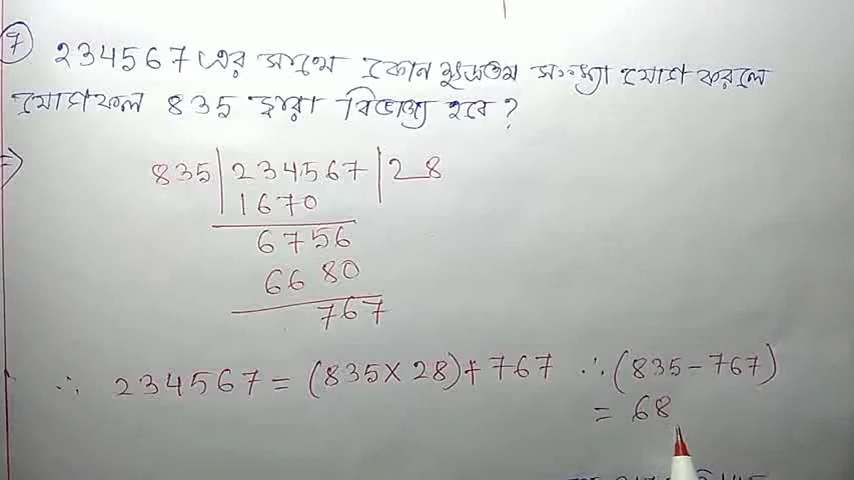 7 234567 এর সাথে কোন ক্ষুদ্রতম সংখ্যা যোগ করলে
যোগফল 835 দ্বারা বিভাজ্য হবে?
⇒ 835 | 234567 | 28
1670
6756
6680
767
∴ 234567 = (835 × 28) + 767 ∴ (835 - 767)
= 68